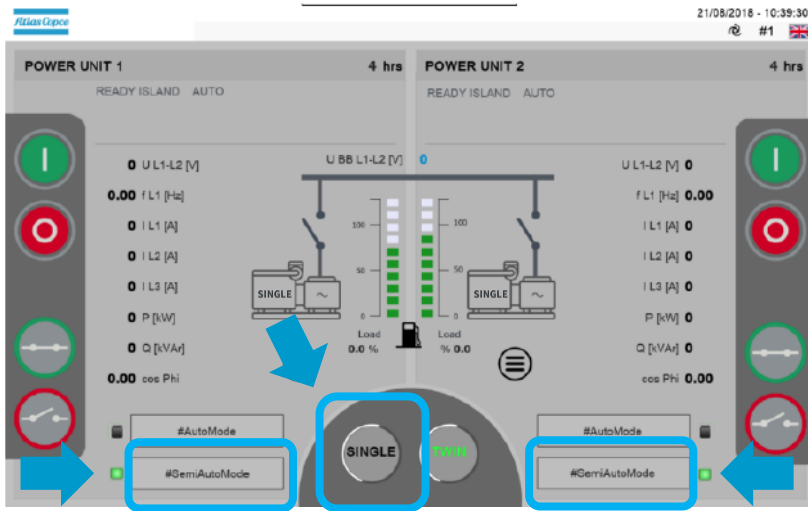 Atlas Copco
21/08/2018 - 10:39:30
#1
POWER UNIT 1 4 hrs
READY ISLAND AUTO
POWER UNIT 2 4 hrs
READY ISLAND AUTO
U BB L1-L2 [V] 0
0 U L1-L2 [V]
0.00 f L1 [Hz]
0 I L1 [A]
0 I L2 [A]
0 I L3 [A]
0 P [kW]
0 Q [kVAr]
0.00 cos Phi
100
50
0
100
50
0
SINGLE
SINGLE
Load
0.0 %
Load
% 0.0
U L1-L2 [V] 0
f L1 [Hz] 0.00
I L1 [A] 0
I L2 [A] 0
I L3 [A] 0
P [kW] 0
Q [kVAr] 0
cos Phi 0.00
#AutoMode
#SemiAutoMode
SINGLE
TWIN
#AutoMode
#SemiAutoMode